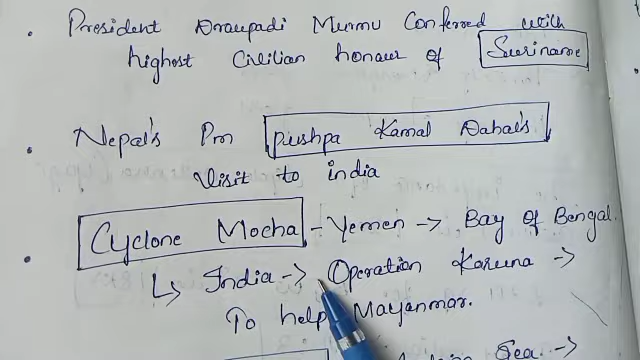 • President Draupadi Murmu Conferred with
highest Civilian honour of Suriname
• Nepal's Pm Pushpa Kamal Dahal's
Visit to india
• Cyclone Mocha - Yemen → Bay of Bengal.
↳ India → Operation Karuna →
To help Mayanmar.
Sea →